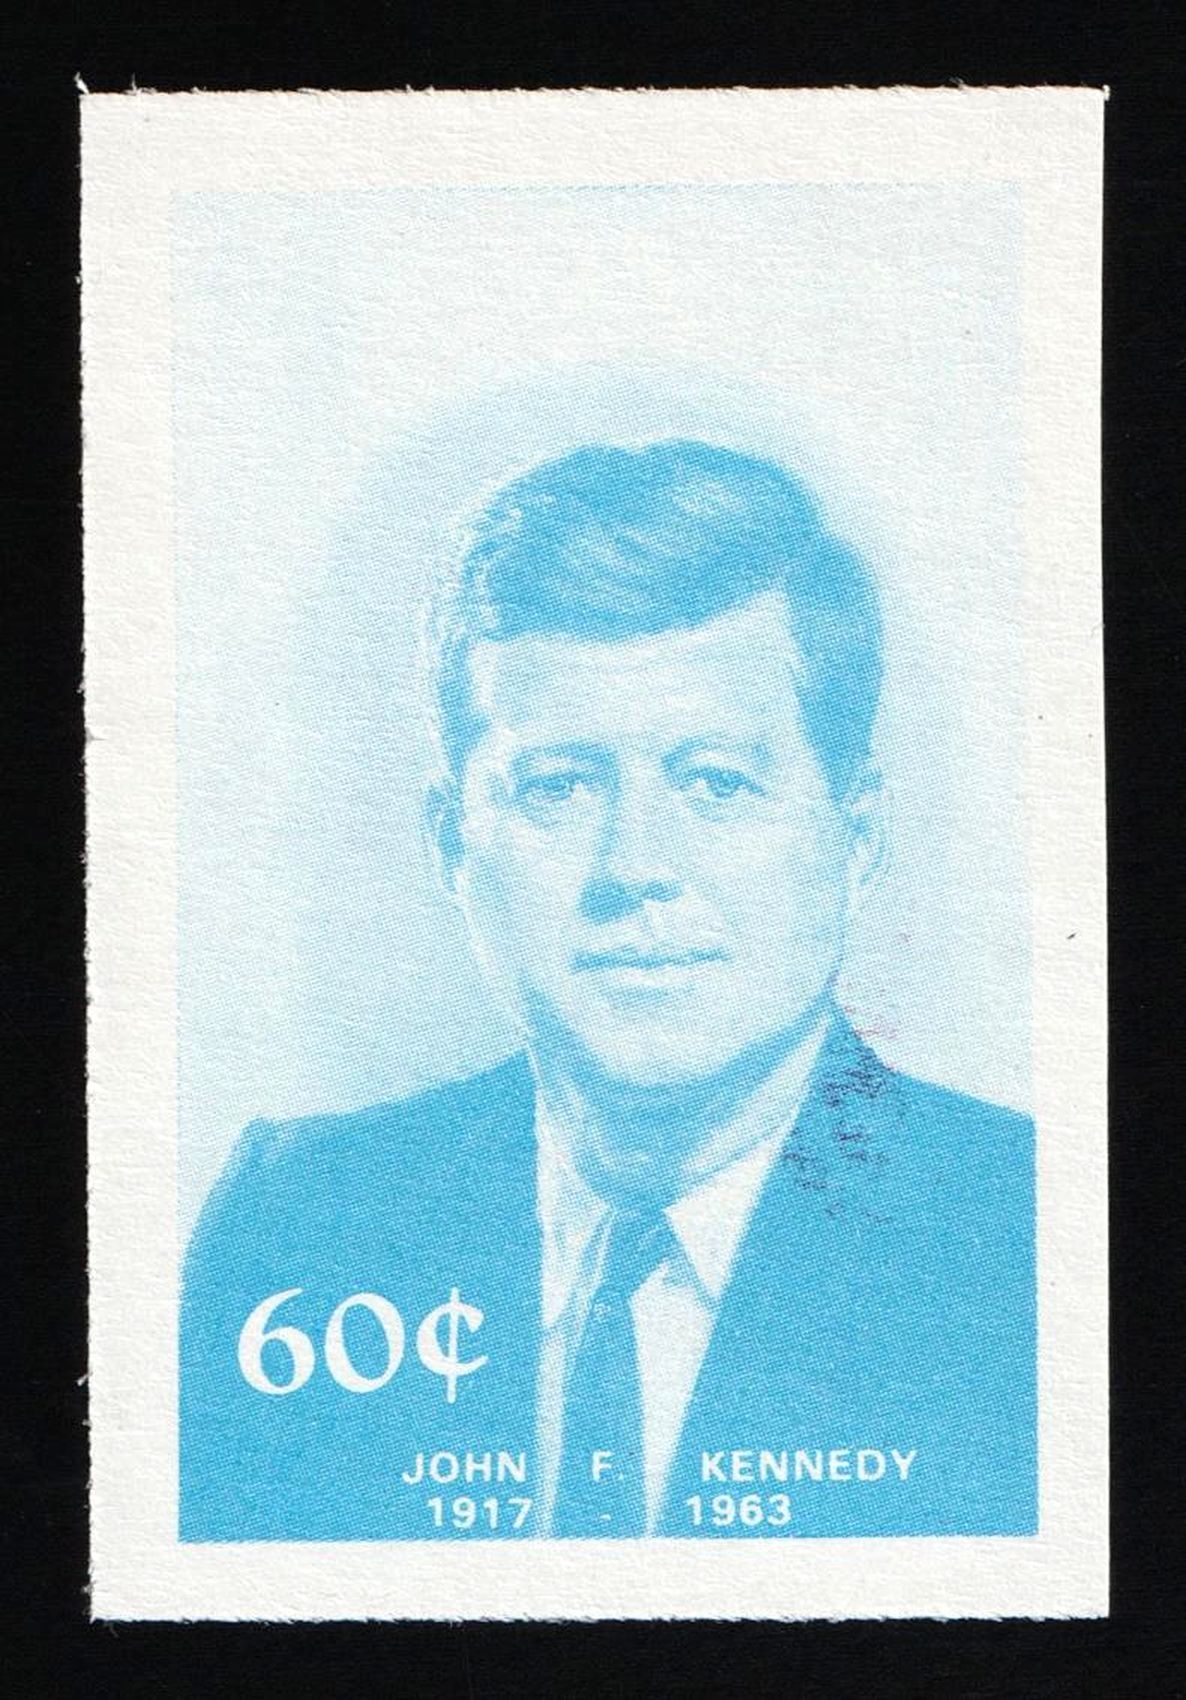 60¢
JOHN F. KENNEDY
1917 - 1963